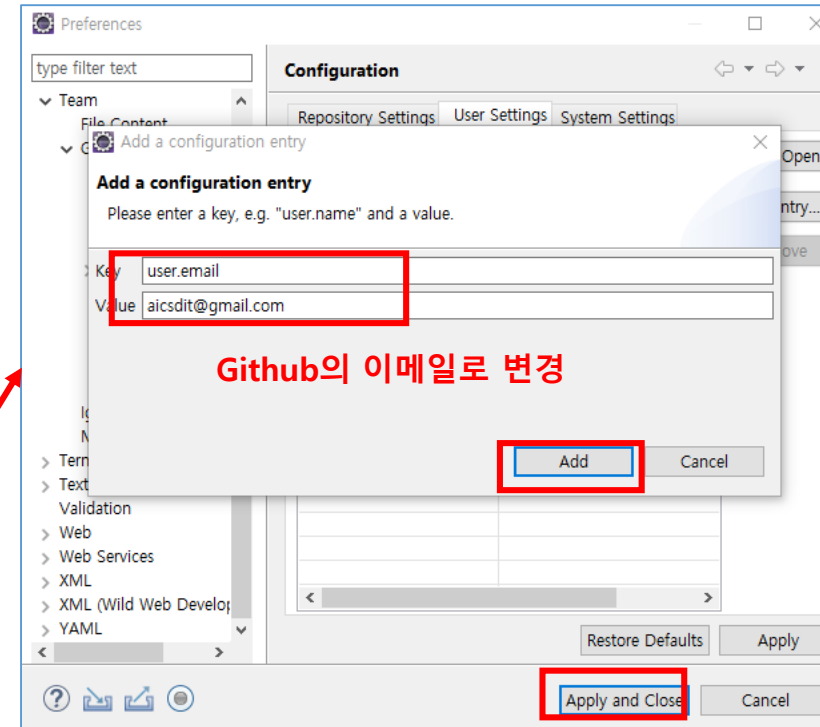 Preferences
type filter text
Configuration
Team
File Content
Repository Settings User Settings System Settings
Add a configuration entry
Open
Add a configuration entry
Please enter a key, e.g. "user.name" and a value.
ntry...
ove
Key user.email
Value aicsdit@gmail.com
Github의 이메일로 변경
Add Cancel
Term
Text
Validation
Web
Web Services
XML
XML (Wild Web Develop
YAML
Restore Defaults Apply
Apply and Close Cancel